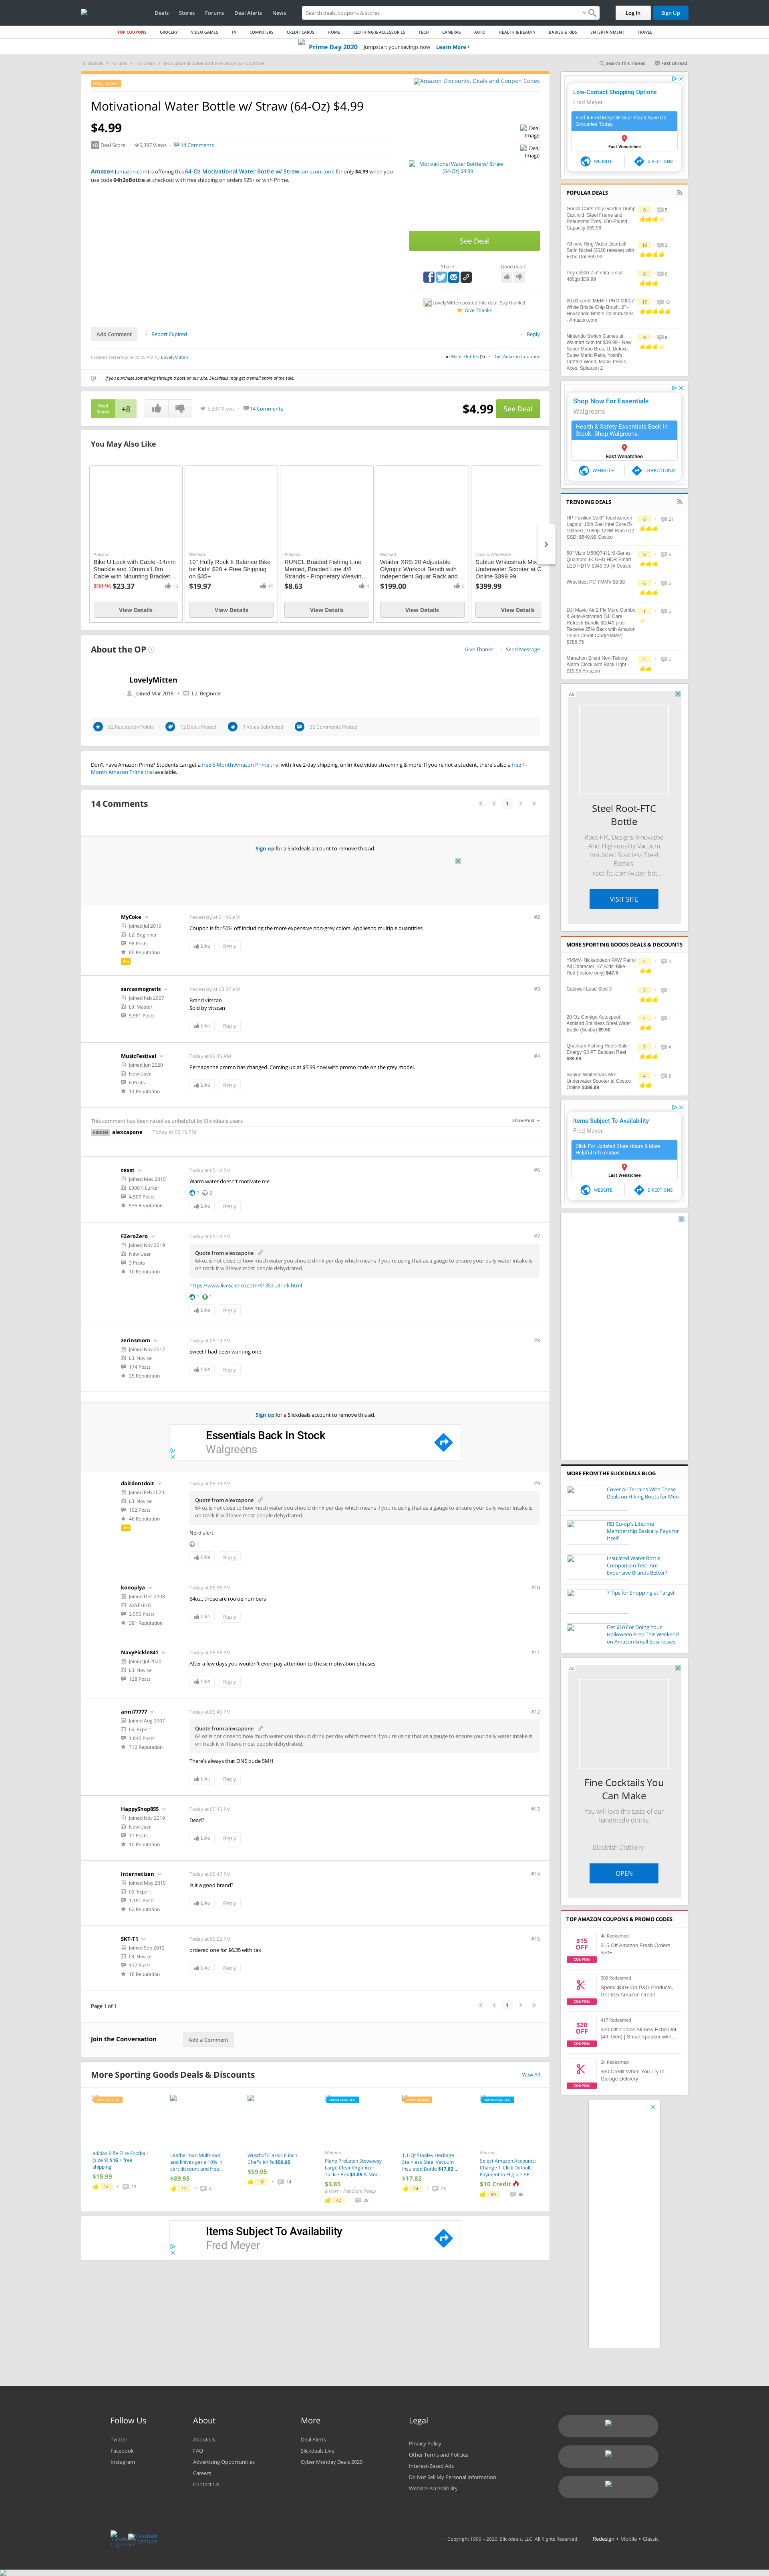 Deals Stores Forums Deal Alerts News
Search deals, coupons & stores
Log In Sign Up
TOP COUPONS GROCERY VIDEO GAMES TV COMPUTERS CREDIT CARDS HOME CLOTHING & ACCESSORIES TECH CAMERAS AUTO HEALTH & BEAUTY BABIES & KIDS ENTERTAINMENT TRAVEL
Prime Day 2020 Jumpstart your savings now Learn More
Slickdeals > Forums > Hot Deals > Motivational Water Bottle w/ Straw (64-Oz) $4.99
Search This Thread First Unread
POPULAR DEAL
Amazon Discounts, Deals and Coupon Codes
Motivational Water Bottle w/ Straw (64-Oz) $4.99
$4.99
+8 Deal Score 5,397 Views 14 Comments
Amazon [amazon.com] is offering this 64-Oz Motivational Water Bottle w/ Straw [amazon.com] for only $4.99 when you
use code 64h2oBottle at checkout with free shipping on orders $25+ or with Prime.
Deal Image
Deal Image
Motivational Water Bottle w/ Straw (64-Oz) $4.99
See Deal
Share Good deal?
LovelyMitten posted this deal. Say thanks!
Give Thanks
Add Comment Report Expired Reply
Created Yesterday at 01:05 AM by LovelyMitten
in Water Bottles (3) Get Amazon Coupons
If you purchase something through a post on our site, Slickdeals may get a small share of the sale.
Deal Score +8
5,397 Views 14 Comments
$4.99 See Deal
You May Also Like
Amazon
Bike U Lock with Cable -14mm
Shackle and 10mm x1.8m
Cable with Mounting Bracket...
$38.96 $23.37 16
View Details
Walmart
10" Huffy Rock It Balance Bike
for Kids' $20 + Free Shipping
on $35+
$19.97 15
View Details
Amazon
RUNCL Braided Fishing Line
Merced, Braided Line 4/8
Strands - Proprietary Weavin...
$8.63 4
View Details
Walmart
Weider XRS 20 Adjustable
Olympic Workout Bench with
Independent Squat Rack and...
$199.00 0
View Details
Costco Wholesale
Sublue Whiteshark Mix
Underwater Scooter at C
Online $399.99
$399.99
View Details
About the OP
Give Thanks Send Message
LovelyMitten
Joined Mar 2018 L2: Beginner
52 Reputation Points 12 Deals Posted 1 Votes Submitted 35 Comments Posted
Don't have Amazon Prime? Students can get a free 6-Month Amazon Prime trial with free 2-day shipping, unlimited video streaming & more. If you're not a student, there's also a free 1-
Month Amazon Prime trial available.
14 Comments
1
Sign up for a Slickdeals account to remove this ad.
MyCoke
Joined Jul 2019
L2: Beginner
98 Posts
60 Reputation
Pro
Yesterday at 01:46 AM #2
Coupon is for 50% off including the more expensive non-grey colors. Applies to multiple quantities.
Like Reply
sarcasmogratis
Joined Feb 2007
L9: Master
5,981 Posts
Yesterday at 03:37 AM #3
Brand vitscan
Sold by vitscan
Like Reply
MusicFestival
Joined Jun 2020
New User
6 Posts
14 Reputation
Today at 09:45 AM #4
Perhaps the promo has changed. Coming up at $5.99 now with promo code on the grey model.
Like Reply
This comment has been rated as unhelpful by Slickdeals users Show Post
HIDDEN alexcapone Today at 05:15 PM
texst
Joined May 2015
L9001: Lurker
4,503 Posts
535 Reputation
Today at 05:16 PM #6
Warm water doesn't motivate me
1 2
Like Reply
FZeroZero
Joined Nov 2019
New User
3 Posts
10 Reputation
Today at 05:18 PM #7
Quote from alexcapone
64 oz is not close to how much water you should drink per day which means if you're using that as a gauge to ensure your daily water intake is
on track it will leave most people dehydrated.
https://www.livescience.com/61353...drink.html
1 1
Like Reply
zerinsmom
Joined Nov 2017
L3: Novice
174 Posts
25 Reputation
Today at 05:19 PM #8
Sweet I had been wanting one.
Like Reply
Sign up for a Slickdeals account to remove this ad.
Essentials Back In Stock
Walgreens
doitdontdoit
Joined Feb 2020
L3: Novice
102 Posts
46 Reputation
Pro
Today at 05:29 PM #9
Quote from alexcapone
64 oz is not close to how much water you should drink per day which means if you're using that as a gauge to ensure your daily water intake is
on track it will leave most people dehydrated.
Nerd alert
1
Like Reply
konoplya
Joined Dec 2008
AXYEHHO
2,550 Posts
381 Reputation
Today at 05:36 PM #10
64oz.. those are rookie numbers
Like Reply
NavyPickle841
Joined Jul 2020
L3: Novice
128 Posts
Today at 05:39 PM #11
After a few days you wouldn't even pay attention to those motivation phrases
Like Reply
anni77777
Joined Aug 2007
L6: Expert
1,840 Posts
712 Reputation
Today at 05:45 PM #12
Quote from alexcapone
64 oz is not close to how much water you should drink per day which means if you're using that as a gauge to ensure your daily water intake is
on track it will leave most people dehydrated.
There's always that ONE dude SMH
Like Reply
HappyShop855
Joined Nov 2019
New User
11 Posts
10 Reputation
Today at 05:45 PM #13
Dead?
Like Reply
internetizen
Joined May 2015
L6: Expert
1,181 Posts
62 Reputation
Today at 05:47 PM #14
Is it a good brand?
Like Reply
SKT-T1
Joined Sep 2012
L3: Novice
137 Posts
16 Reputation
Today at 05:52 PM #15
ordered one for $6.35 with tax
Like Reply
Page 1 of 1 1
Join the Conversation Add a Comment
More Sporting Goods Deals & Discounts View All
POPULAR DEAL
adidas Rifle Elite Football
(size 9) $16 + free
shipping
$15.99
14 12
Leatherman Multi-tool
and knives get a 10% in
cart discount and free...
$89.95
11 4
Wusthof Classic 6 inch
Chef's Knife $59.95
$59.95
16 14
FRONTPAGE DEAL
Walmart
Plano ProLatch Stowaway
Large Clear Organizer
Tackle Box $3.85 & Mor...
$3.85
& More + Free Store Pickup
42 28
POPULAR DEAL
1.1-Qt Stanley Heritage
Stainless Steel Vacuum
Insulated Bottle $17.82 ...
$17.82
24 25
FRONTPAGE DEAL
Amazon
Select Amazon Accounts:
Change 1-Click Default
Payment to Eligible AE...
$10 Credit
94 88
Items Subject To Availability
Fred Meyer
Low-Contact Shopping Options
Fred Meyer
Find A Fred Meyer® Near You & Save On
Groceries Today.
East Wenatchee
WEBSITE DIRECTIONS
POPULAR DEALS
Gorilla Carts Poly Garden Dump
Cart with Steel Frame and
Pneumatic Tires, 600-Pound
Capacity $69.98
6 5
All-new Ring Video Doorbell,
Satin Nickel (2020 release) with
Echo Dot $69.99
10 3
Pny cs900 2.5" sata iii ssd -
480gb $39.99
6 6
$0.61 cents MERIT PRO 00017
White Bristle Chip Brush, 2" -
Household Bristle Paintbrushes
- Amazon.com
17 13
Nintendo Switch Games at
Walmart.com for $39.99 - New
Super Mario Bros. U: Deluxe,
Super Mario Party, Yoshi's
Crafted World, Mario Tennis
Aces, Splatoon 2
9 8
Shop Now For Essentials
Walgreens
Health & Safety Essentials Back In
Stock. Shop Walgreens.
East Wenatchee
WEBSITE DIRECTIONS
TRENDING DEALS
HP Pavilion 15.6" Touchscreen
Laptop: 10th Gen Intel Core i5-
1035G1; 1080p 12GB Ram 512
SSD: $549.99 Costco
6 21
50" Vizio M50Q7-H1 M-Series
Quantum 4K UHD HDR Smart
LED HDTV $349.99 @ Costco
6 6
Whickfest PC YMMV $9.88
6 5
DJI Mavic Air 2 Fly More Combo
& Auto-Activated DJI Care
Refresh Bundle $1049 plus
Receive 25% Back with Amazon
Prime Credit Card(YMMV)
$786.75
1 5
Marathon Silent Non-Ticking
Alarm Clock with Back Light -
$19.95 Amazon
4 2
Ad
Steel Root-FTC
Bottle
Root-FTC Designs Innovative
And High-quality Vacuum
Insulated Stainless Steel
Bottles.
root-ftc.com/water-bot...
VISIT SITE
MORE SPORTING GOODS DEALS & DISCOUNTS
YMMV- Nickelodeon PAW Patrol
All Character 16" Kids' Bike -
Red (Instore only) $47.5
4 9
Caldwell Lead Sled 3
7 1
20-Oz Contigo Autospout
Ashland Stainless Steel Water
Bottle (Scuba) $9.50
4 1
Quantum Fishing Reels Sale -
Energy S3 PT Baitcast Reel
$89.99
7 4
Sublue Whiteshark Mix
Underwater Scooter at Costco
Online $399.99
4 2
Items Subject To Availability
Fred Meyer
Click For Updated Store Hours & More
Helpful Information.
East Wenatchee
WEBSITE DIRECTIONS
MORE FROM THE SLICKDEALS BLOG
Cover All Terrains With These
Deals on Hiking Boots for Men
REI Co-op's Lifetime
Membership Basically Pays for
Itself
Insulated Water Bottle
Comparison Test: Are
Expensive Brands Better?
7 Tips for Shopping at Target
Get $10 For Doing Your
Halloween Prep This Weekend
on Amazon Small Businesses
Ad
Fine Cocktails You
Can Make
You will love the taste of our
handmade drinks.
Blackfish Distillery
OPEN
TOP AMAZON COUPONS & PROMO CODES
$15 OFF COUPON
4k Redeemed
$15 Off Amazon Fresh Orders
$50+
COUPON
308 Redeemed
Spend $50+ On P&G Products,
Get $15 Amazon Credit
$20 OFF COUPON
417 Redeemed
$20 Off 2 Pack All-new Echo Dot
(4th Gen) | Smart speaker with...
COUPON
3k Redeemed
$30 Credit When You Try In-
Garage Delivery
Follow Us
Twitter
Facebook
Instagram
About
About Us
FAQ
Advertising Opportunities
Careers
Contact Us
More
Deal Alerts
Slickdeals Live
Cyber Monday Deals 2020
Legal
Privacy Policy
Other Terms and Policies
Interest-Based Ads
Do Not Sell My Personal Information
Website Accessibility
Copyright 1999 – 2020. Slickdeals, LLC. All Rights Reserved. Redesign • Mobile • Classic